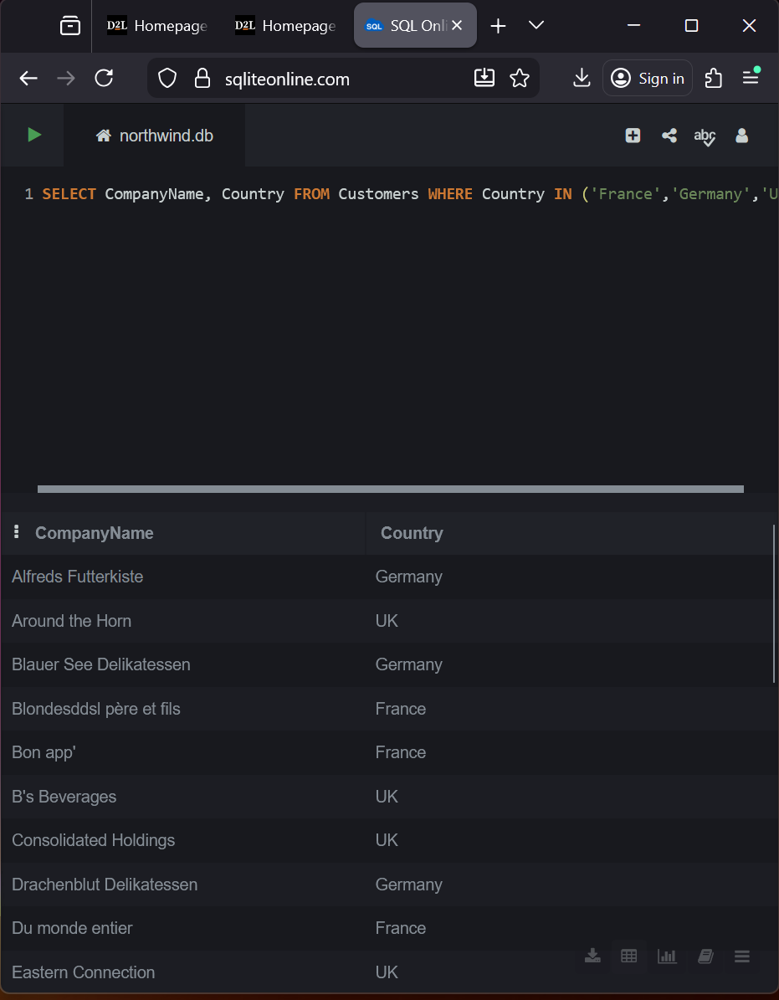 D2L Homepage D2L Homepage SQL SQL Onli
sqliteonline.com Sign in
northwind.db abc
1 SELECT CompanyName, Country FROM Customers WHERE Country IN ('France','Germany','U
CompanyName Country
Alfreds Futterkiste Germany
Around the Horn UK
Blauer See Delikatessen Germany
Blondesddsl père et fils France
Bon app' France
B's Beverages UK
Consolidated Holdings UK
Drachenblut Delikatessen Germany
Du monde entier France
Eastern Connection UK